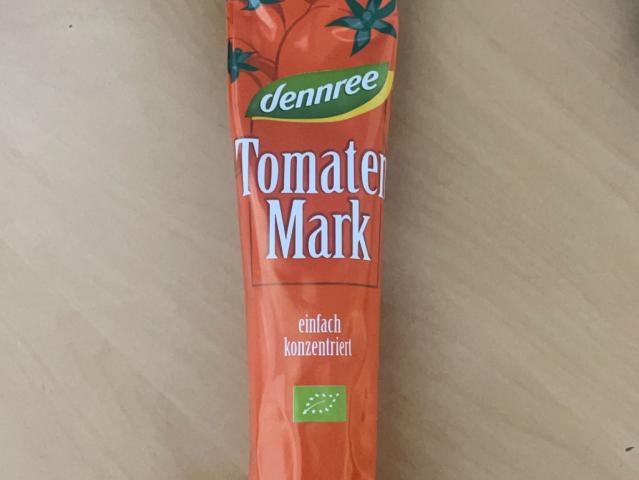 dennree
Tomaten
Mark
einfach
konzentriert